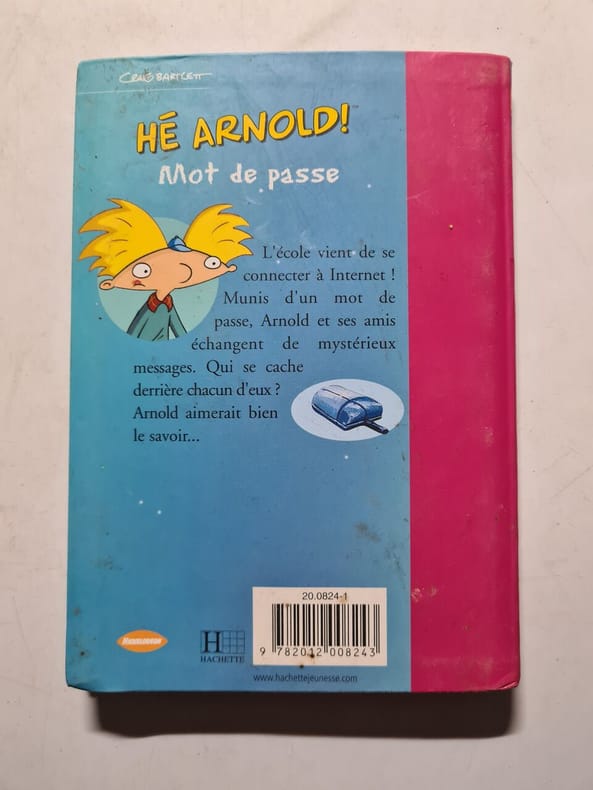 CRAIG BARTLETT
HÉ ARNOLD!™
Mot de passe
L'école vient de se
connecter à Internet !
Munis d'un mot de
passe, Arnold et ses amis
échangent de mystérieux
messages. Qui se cache
derrière chacun d'eux ?
Arnold aimerait bien
le savoir...
20.0824-1
9 782012 008243
NICKELODEON
H
HACHETTE
www.hachettejeunesse.com